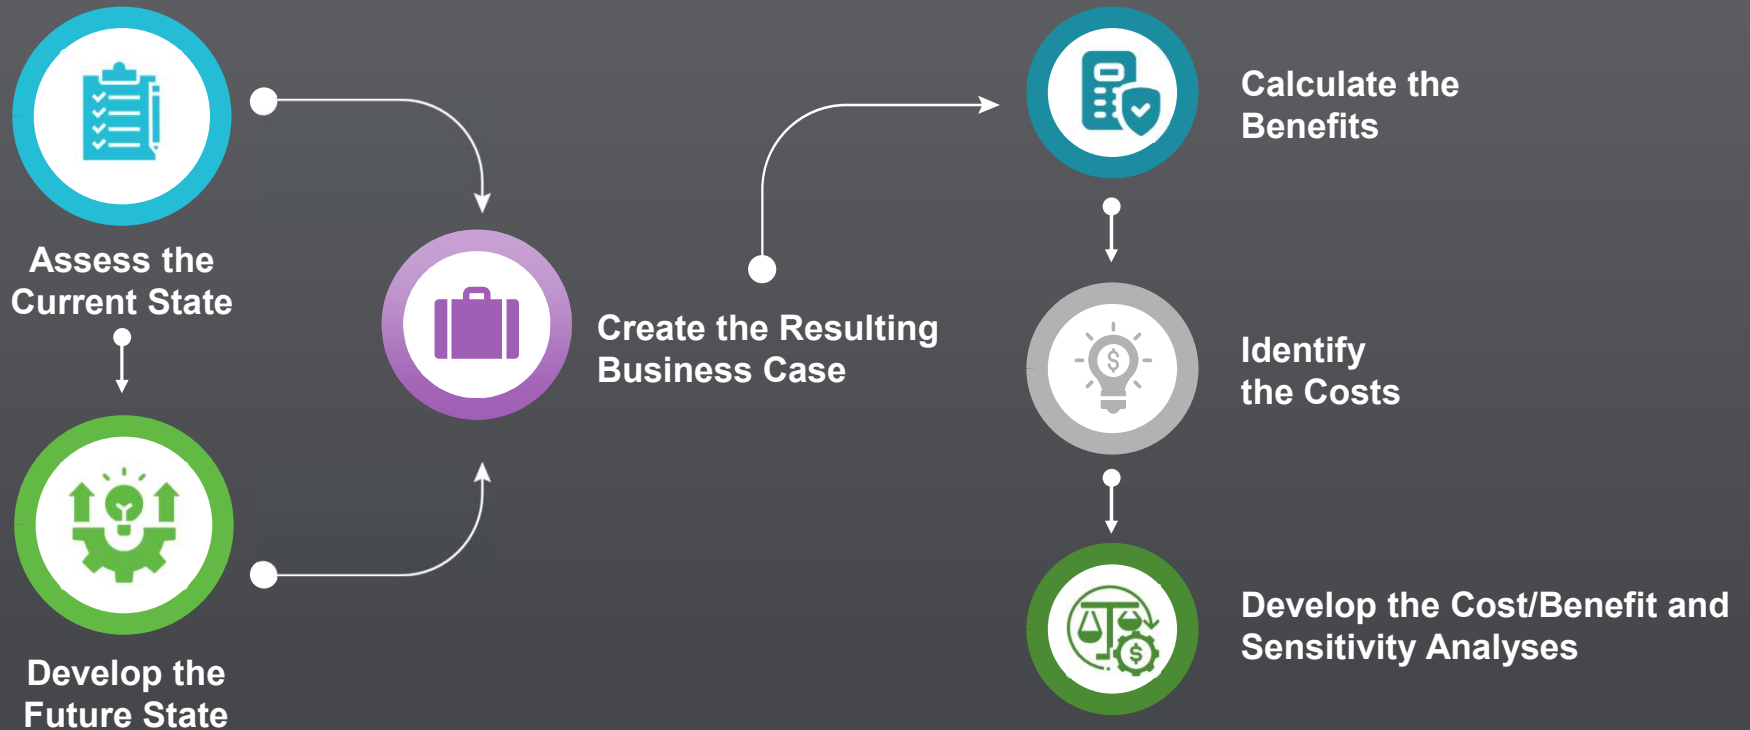 Assess the
Current State
Develop the
Future State
Create the Resulting
Business Case
Calculate the
Benefits
Identify
the Costs
$
Develop the Cost/Benefit and
Sensitivity Analyses
$